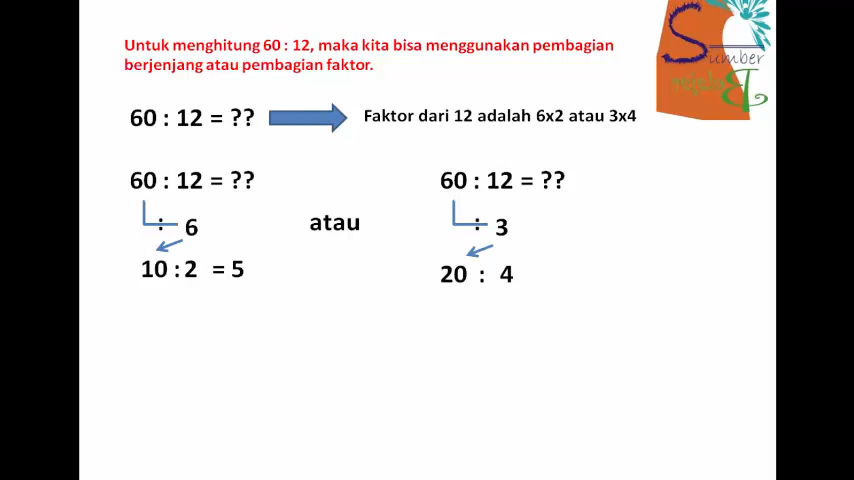 Untuk menghitung 60 : 12, maka kita bisa menggunakan pembagian
berjenjang atau pembagian faktor.
Sumber
Belajar
60 : 12 = ??
Faktor dari 12 adalah 6x2 atau 3x4
60 : 12 = ??
: 6
10 : 2 = 5
atau
60 : 12 = ??
: 3
20 : 4